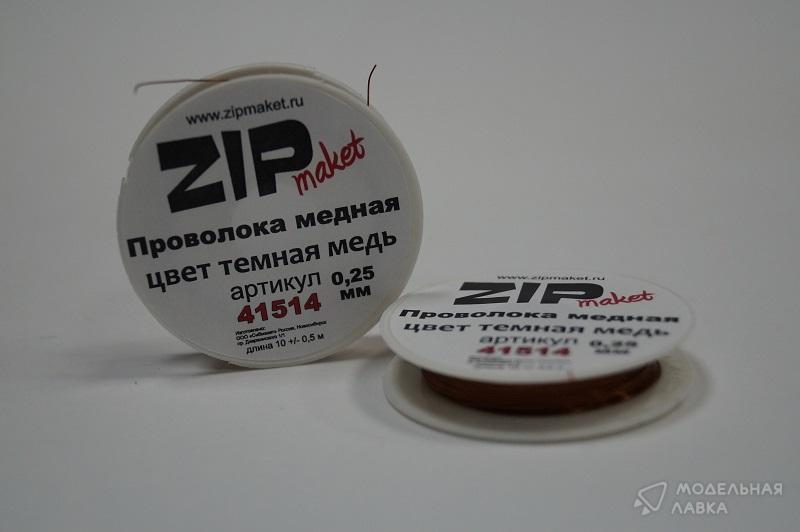 www.zipmaket.ru
ZIP maket
Проволока медная
цвет темная медь
артикул 0,25
41514 мм
Изготовлено:
длина 10 +/- 0,5 м
www.zipmaket.ru
ZIP maket
Проволока медная
цвет темная медь
артикул 0,25
41514 мм
МОДЕЛЬНАЯ
ЛАВКА